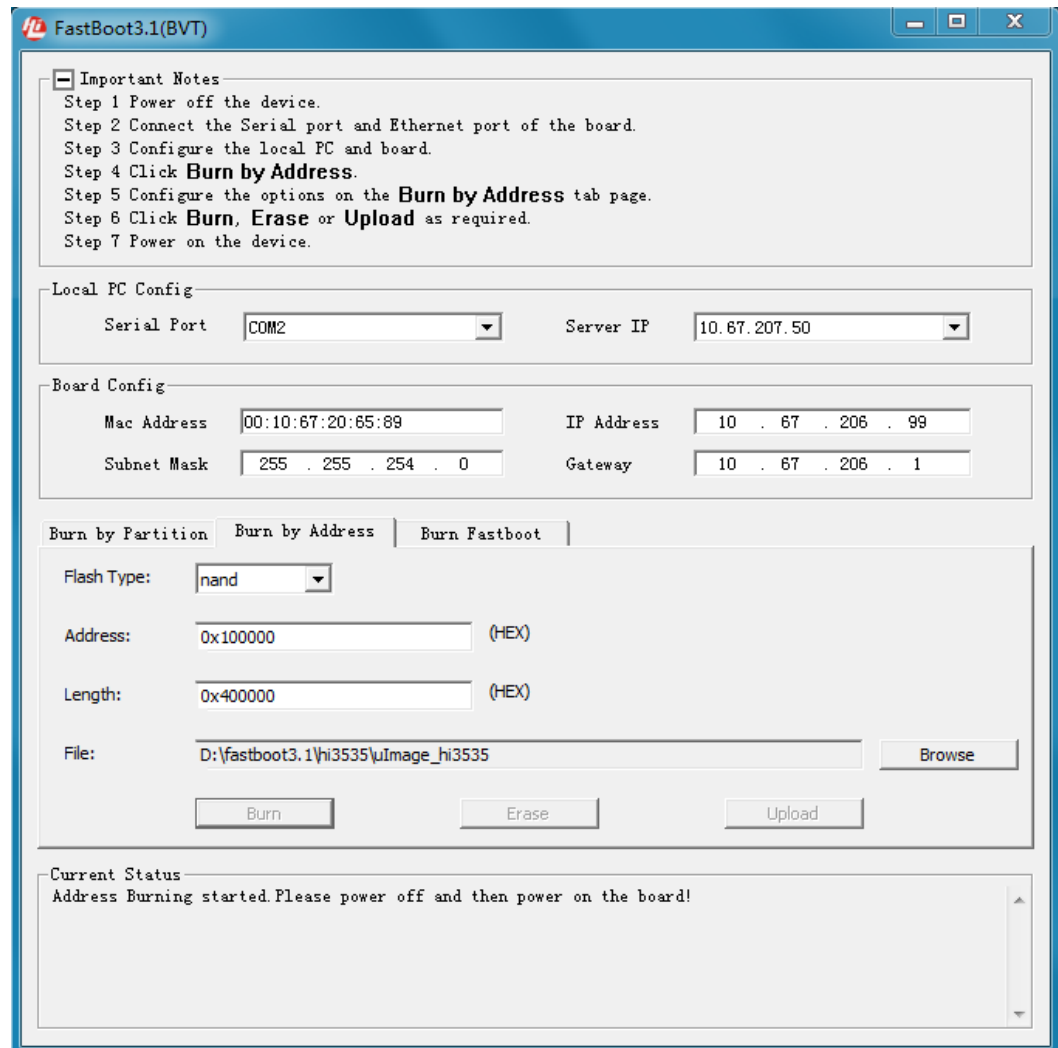 FastBoot3.1(BVT)
Important Notes
Step 1 Power off the device.
Step 2 Connect the Serial port and Ethernet port of the board.
Step 3 Configure the local PC and board.
Step 4 Click Burn by Address.
Step 5 Configure the options on the Burn by Address tab page.
Step 6 Click Burn, Erase or Upload as required.
Step 7 Power on the device.
Local PC Config
Serial Port COM2 Server IP 10.67.207.50
Board Config
Mac Address 00:10:67:20:65:89 IP Address 10 . 67 . 206 . 99
Subnet Mask 255 . 255 . 254 . 0 Gateway 10 . 67 . 206 . 1
Burn by Partition Burn by Address Burn Fastboot
Flash Type: nand
Address: 0x100000 (HEX)
Length: 0x400000 (HEX)
File: D:\fastboot3.1\hi3535\uImage_hi3535 Browse
Burn Erase Upload
Current Status
Address Burning started.Please power off and then power on the board!